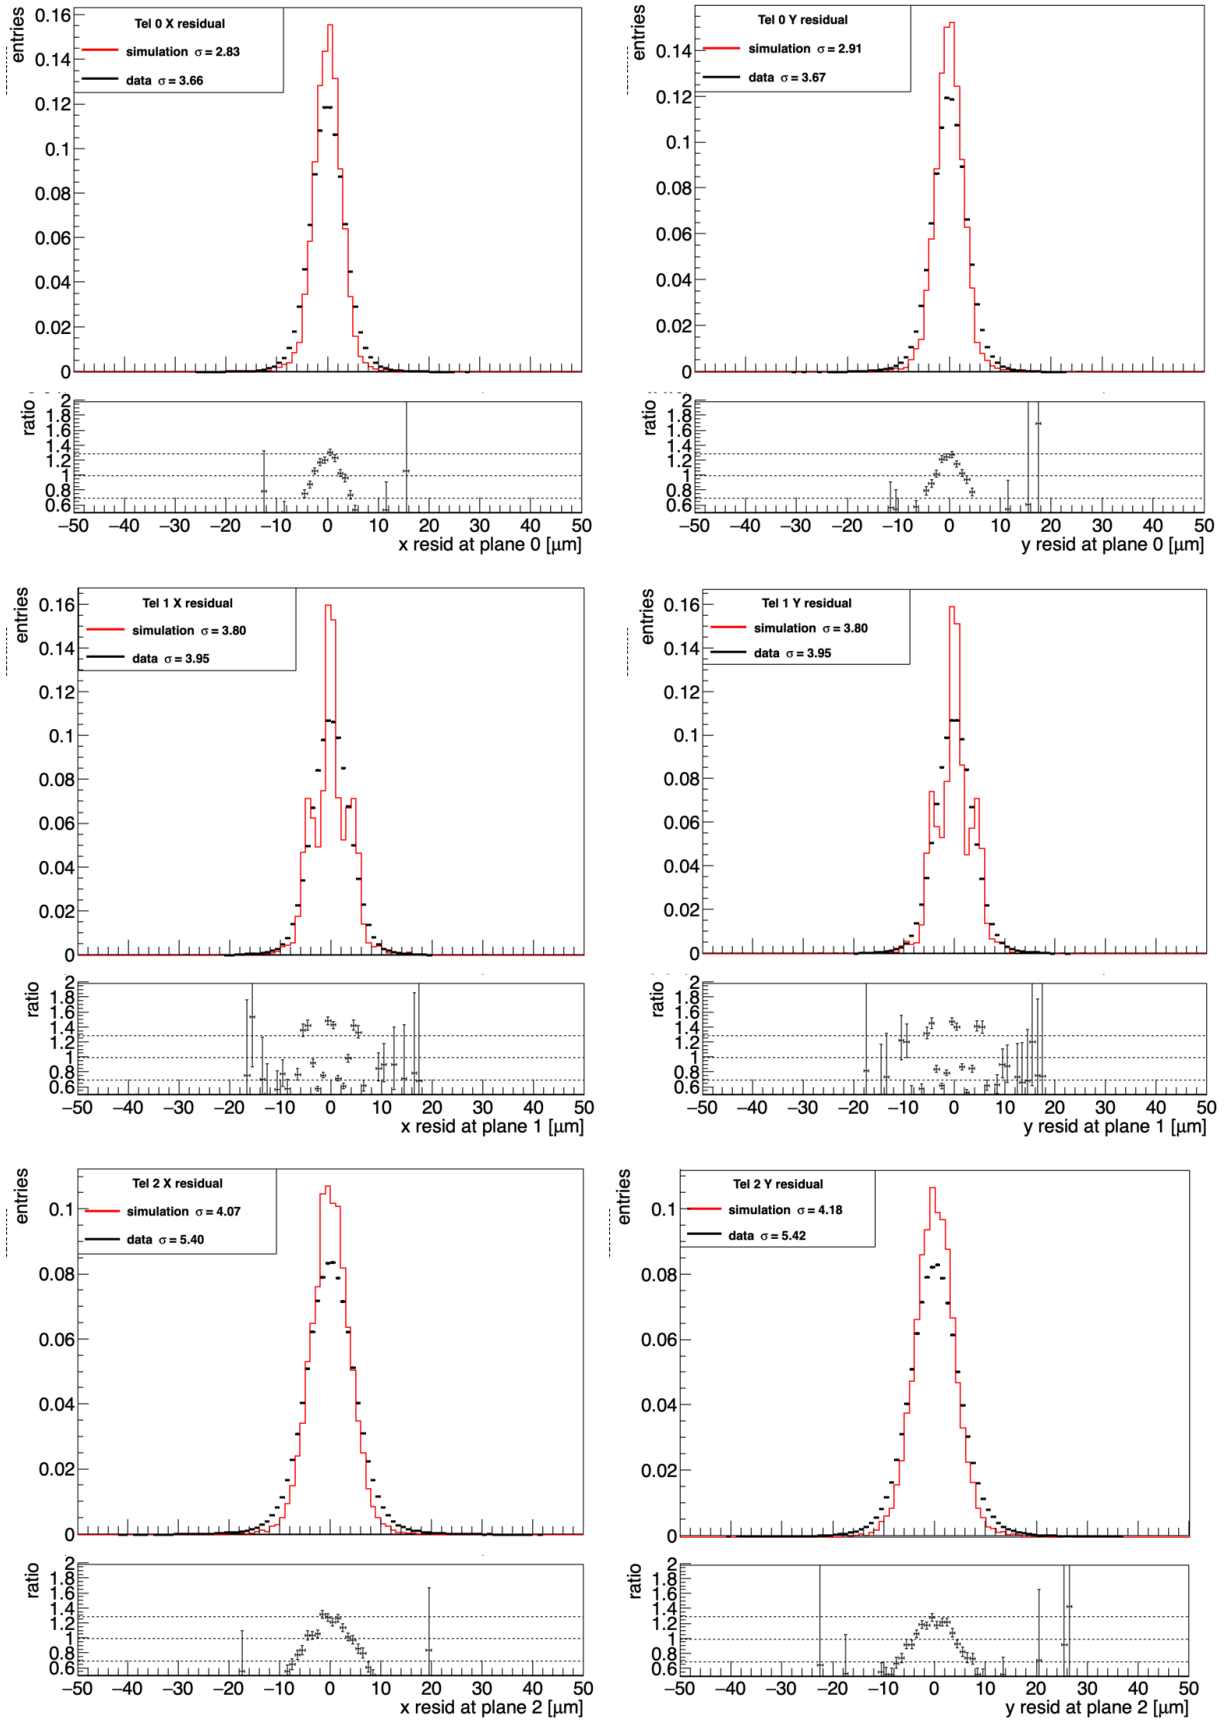 entries
Tel 0 X residual
simulation σ = 2.83
data σ = 3.66
0.16
0.14
0.12
0.1
0.08
0.06
0.04
0.02
0
ratio
2
1.8
1.6
1.4
1.2
1
0.8
0.6
−50 −40 −30 −20 −10 0 10 20 30 40 50
x resid at plane 0 [μm]
entries
Tel 0 Y residual
simulation σ = 2.91
data σ = 3.67
0.14
0.12
0.1
0.08
0.06
0.04
0.02
0
ratio
2
1.8
1.6
1.4
1.2
1
0.8
0.6
−50 −40 −30 −20 −10 0 10 20 30 40 50
y resid at plane 0 [μm]
entries
Tel 1 X residual
simulation σ = 3.80
data σ = 3.95
0.16
0.14
0.12
0.1
0.08
0.06
0.04
0.02
0
ratio
2
1.8
1.6
1.4
1.2
1
0.8
0.6
−50 −40 −30 −20 −10 0 10 20 30 40 50
x resid at plane 1 [μm]
entries
Tel 1 Y residual
simulation σ = 3.80
data σ = 3.95
0.16
0.14
0.12
0.1
0.08
0.06
0.04
0.02
0
ratio
2
1.8
1.6
1.4
1.2
1
0.8
0.6
−50 −40 −30 −20 −10 0 10 20 30 40 50
y resid at plane 1 [μm]
entries
Tel 2 X residual
simulation σ = 4.07
data σ = 5.40
0.1
0.08
0.06
0.04
0.02
0
ratio
2
1.8
1.6
1.4
1.2
1
0.8
0.6
−50 −40 −30 −20 −10 0 10 20 30 40 50
x resid at plane 2 [μm]
entries
Tel 2 Y residual
simulation σ = 4.18
data σ = 5.42
0.1
0.08
0.06
0.04
0.02
0
ratio
2
1.8
1.6
1.4
1.2
1
0.8
0.6
−50 −40 −30 −20 −10 0 10 20 30 40 50
y resid at plane 2 [μm]